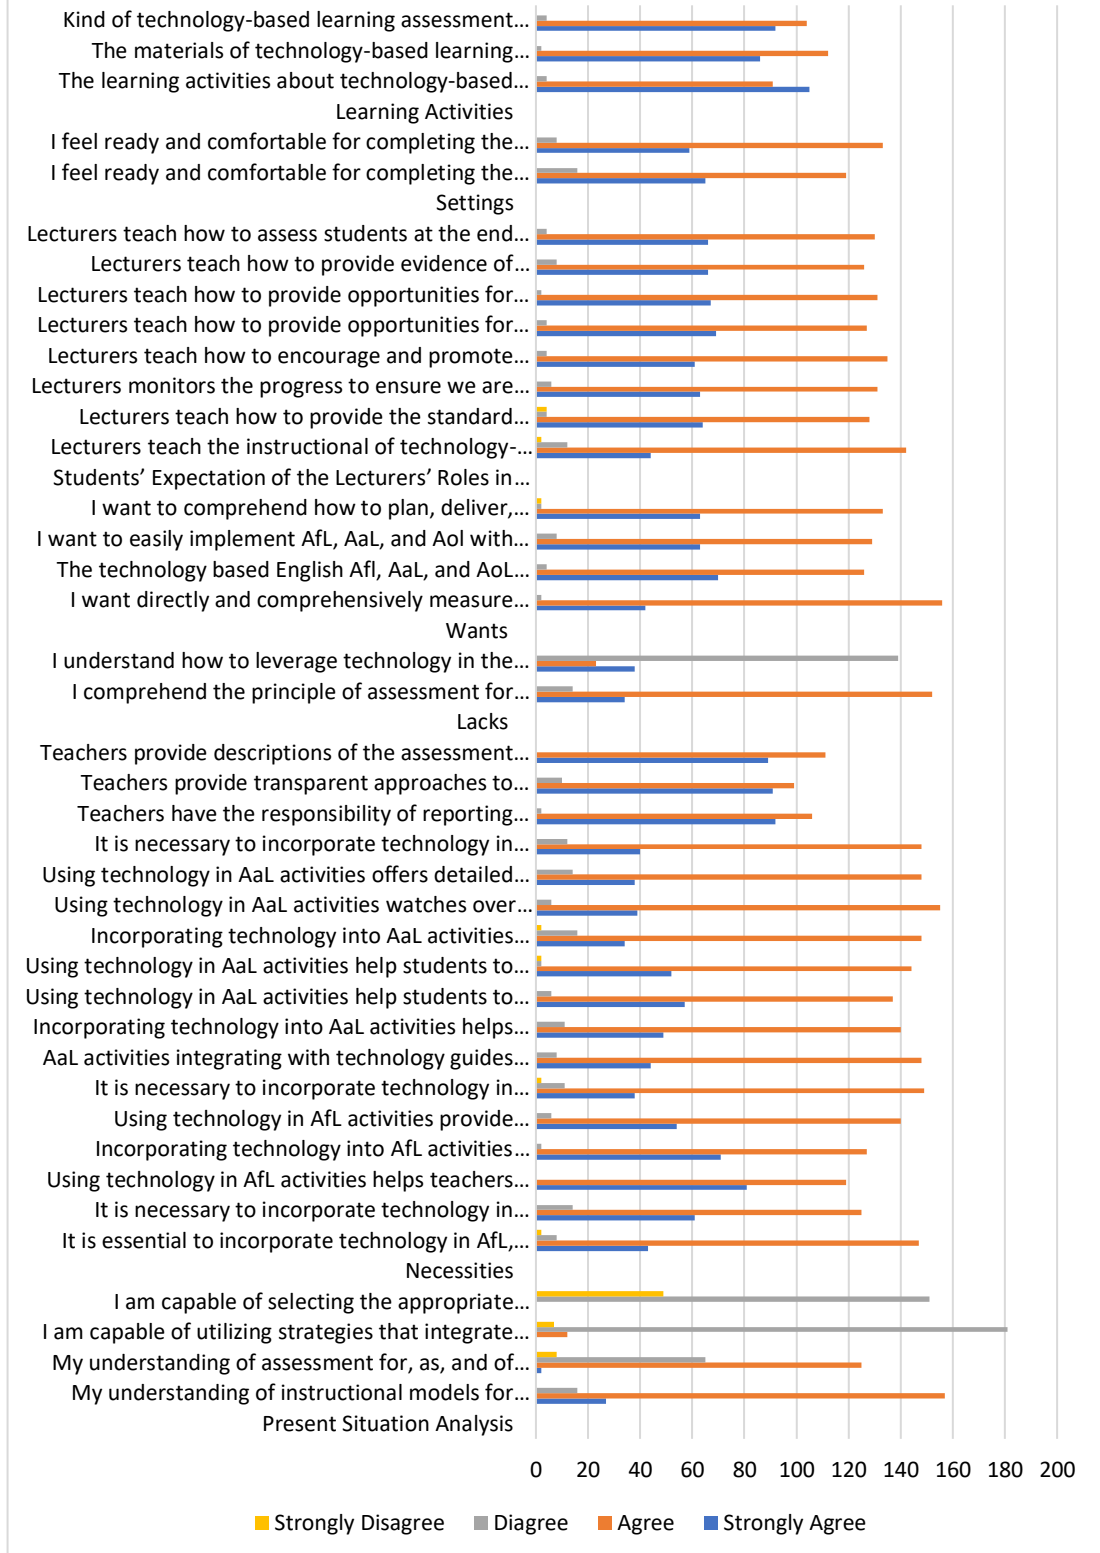 Kind of technology-based learning assessment...
The materials of technology-based learning...
The learning activities about technology-based...
Learning Activities
I feel ready and comfortable for completing the...
I feel ready and comfortable for completing the...
Settings
Lecturers teach how to assess students at the end...
Lecturers teach how to provide evidence of...
Lecturers teach how to provide opportunities for...
Lecturers teach how to provide opportunities for...
Lecturers teach how to encourage and promote...
Lecturers monitors the progress to ensure we are...
Lecturers teach how to provide the standard...
Lecturers teach the instructional of technology-...
Students’ Expectation of the Lecturers’ Roles in...
I want to comprehend how to plan, deliver,...
I want to easily implement AfL, AaL, and Aol with...
The technology based English Afl, AaL, and AoL...
I want directly and comprehensively measure...
Wants
I understand how to leverage technology in the...
I comprehend the principle of assessment for...
Lacks
Teachers provide descriptions of the assessment...
Teachers provide transparent approaches to...
Teachers have the responsibility of reporting...
It is necessary to incorporate technology in...
Using technology in AaL activities offers detailed...
Using technology in AaL activities watches over...
Incorporating technology into AaL activities...
Using technology in AaL activities help students to...
Using technology in AaL activities help students to...
Incorporating technology into AaL activities helps...
AaL activities integrating with technology guides...
It is necessary to incorporate technology in...
Using technology in AfL activities provide...
Incorporating technology into AfL activities...
Using technology in AfL activities helps teachers...
It is necessary to incorporate technology in...
It is essential to incorporate technology in AfL,...
Necessities
I am capable of selecting the appropriate...
I am capable of utilizing strategies that integrate...
My understanding of assessment for, as, and of...
My understanding of instructional models for...
Present Situation Analysis
0 20 40 60 80 100 120 140 160 180 200
Strongly Disagree Diagree Agree Strongly Agree